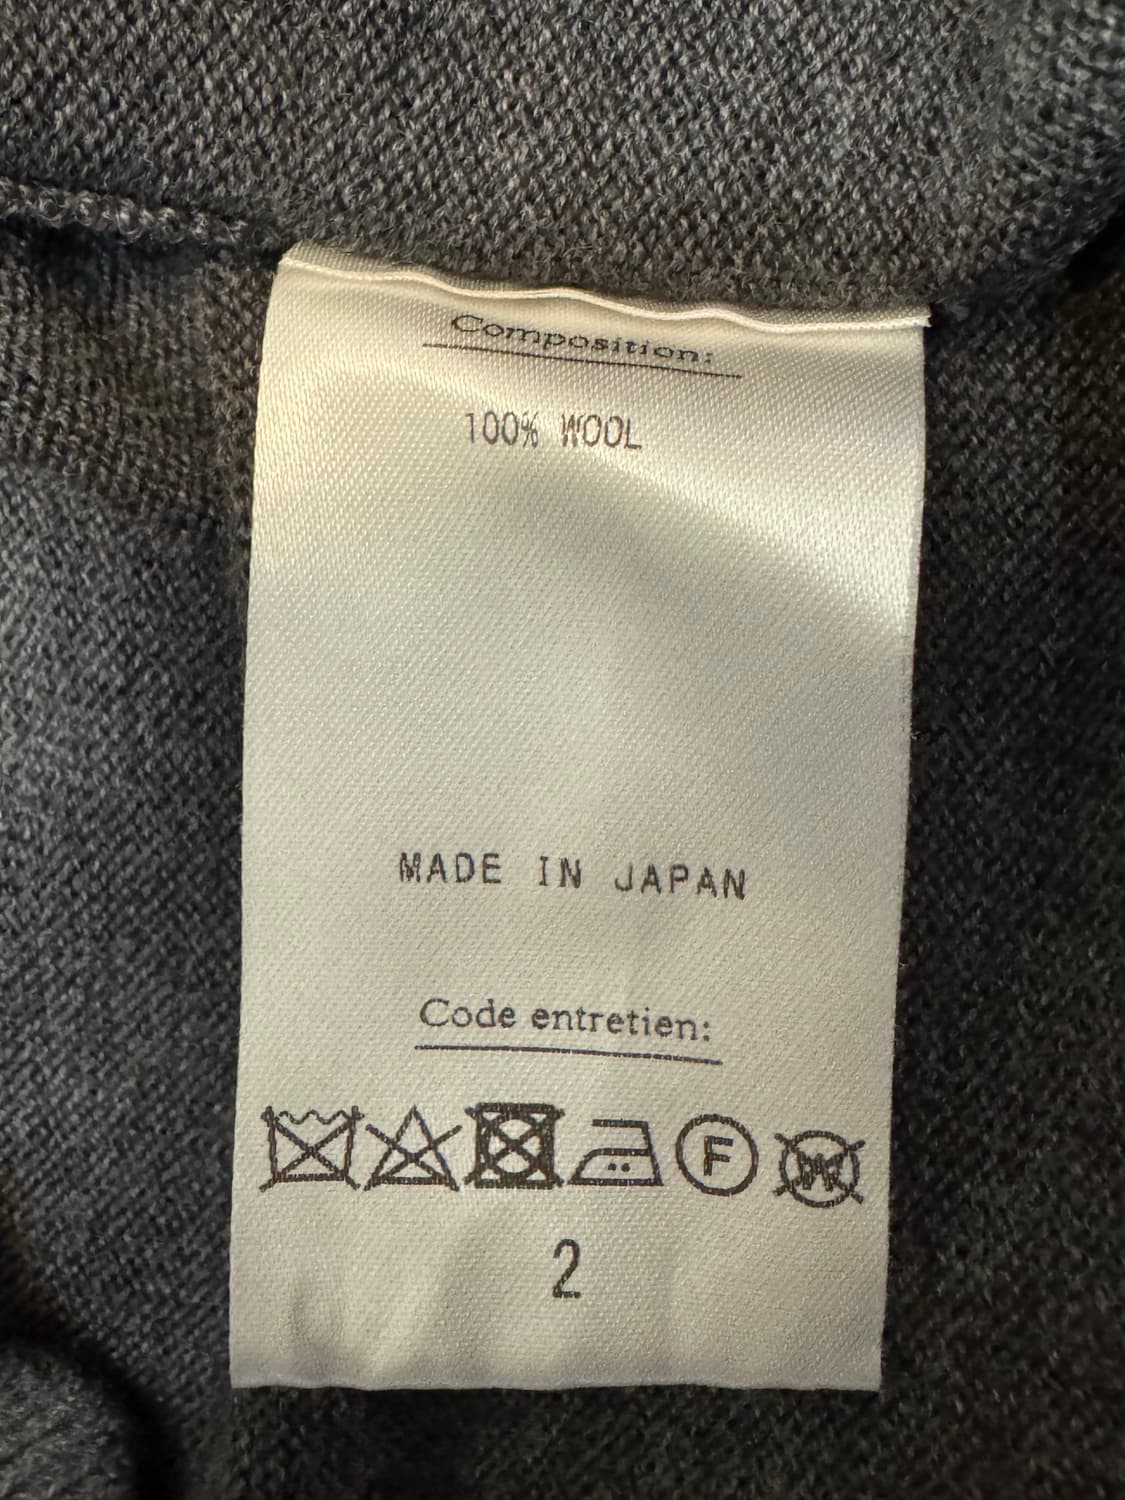 Composition:
100% WOOL
MADE IN JAPAN
Code entretien:
F W
2